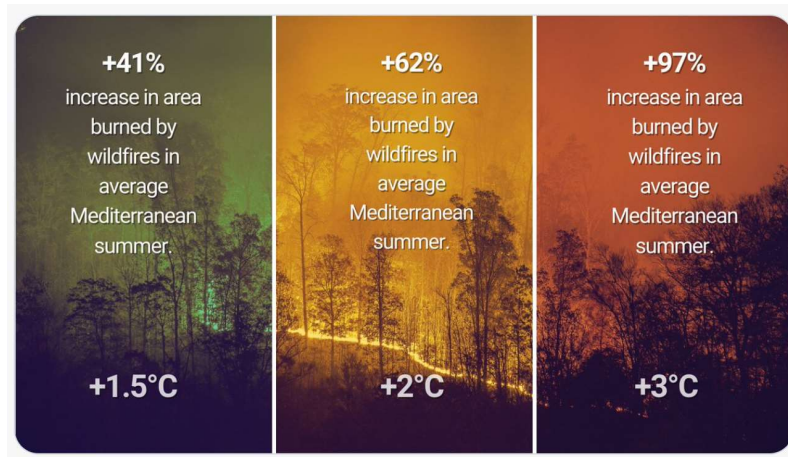 +41%
increase in area
burned by
wildfires in
average
Mediterranean
summer.
+1.5°C
+62%
increase in area
burned by
wildfires in
average
Mediterranean
summer.
+2°C
+97%
increase in area
burned by
wildfires in
average
Mediterranean
summer.
+3°C